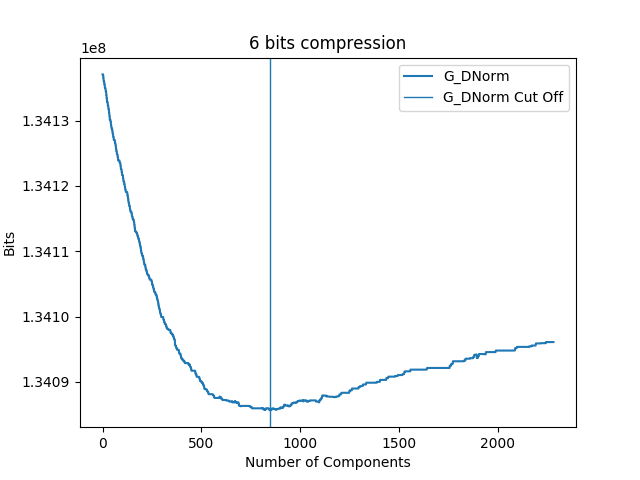 6 bits compression
1e8
G_DNorm
G_DNorm Cut Off
1.3413
1.3412
1.3411
1.3410
1.3409
Bits
0 500 1000 1500 2000
Number of Components